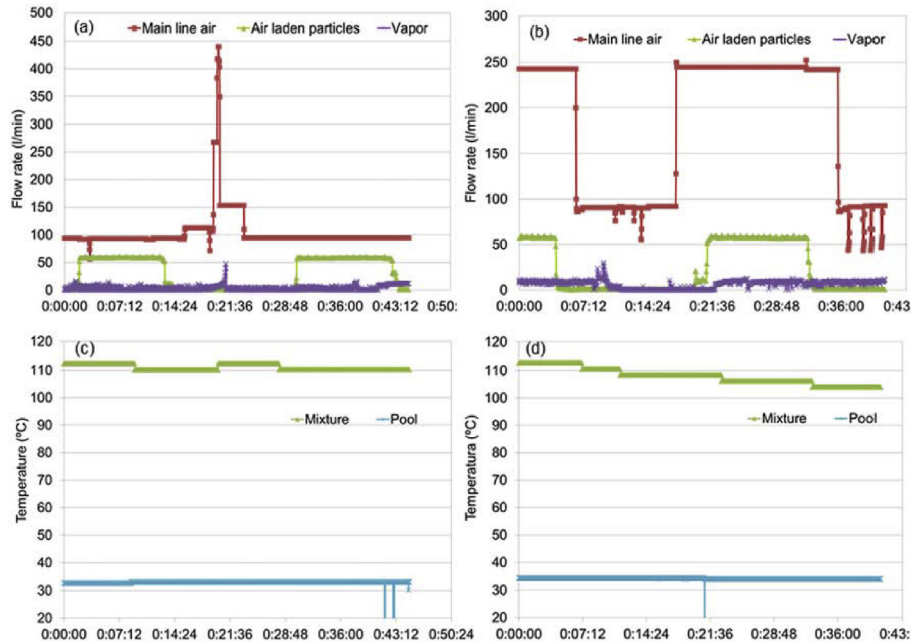 (a) Main line air Air laden particles Vapor
Flow rate (l/min)
500
450
400
350
300
250
200
150
100
50
0
0:00:00 0:07:12 0:14:24 0:21:36 0:28:48 0:36:00 0:43:12 0:50:
(b)
Main line air Air laden particles Vapor
Flow rate (l/min)
300
250
200
150
100
50
0
0:00:00 0:07:12 0:14:24 0:21:36 0:28:48 0:36:00 0:43
(c)
Mixture Pool
Temperature (°C)
120
110
100
90
80
70
60
50
40
30
20
0:00:00 0:07:12 0:14:24 0:21:36 0:28:48 0:36:00 0:43:12 0:50:24
(d)
Mixture Pool
Temperatura (°C)
120
110
100
90
80
70
60
50
40
30
20
0:00:00 0:07:12 0:14:24 0:21:36 0:28:48 0:36:00 0:43: